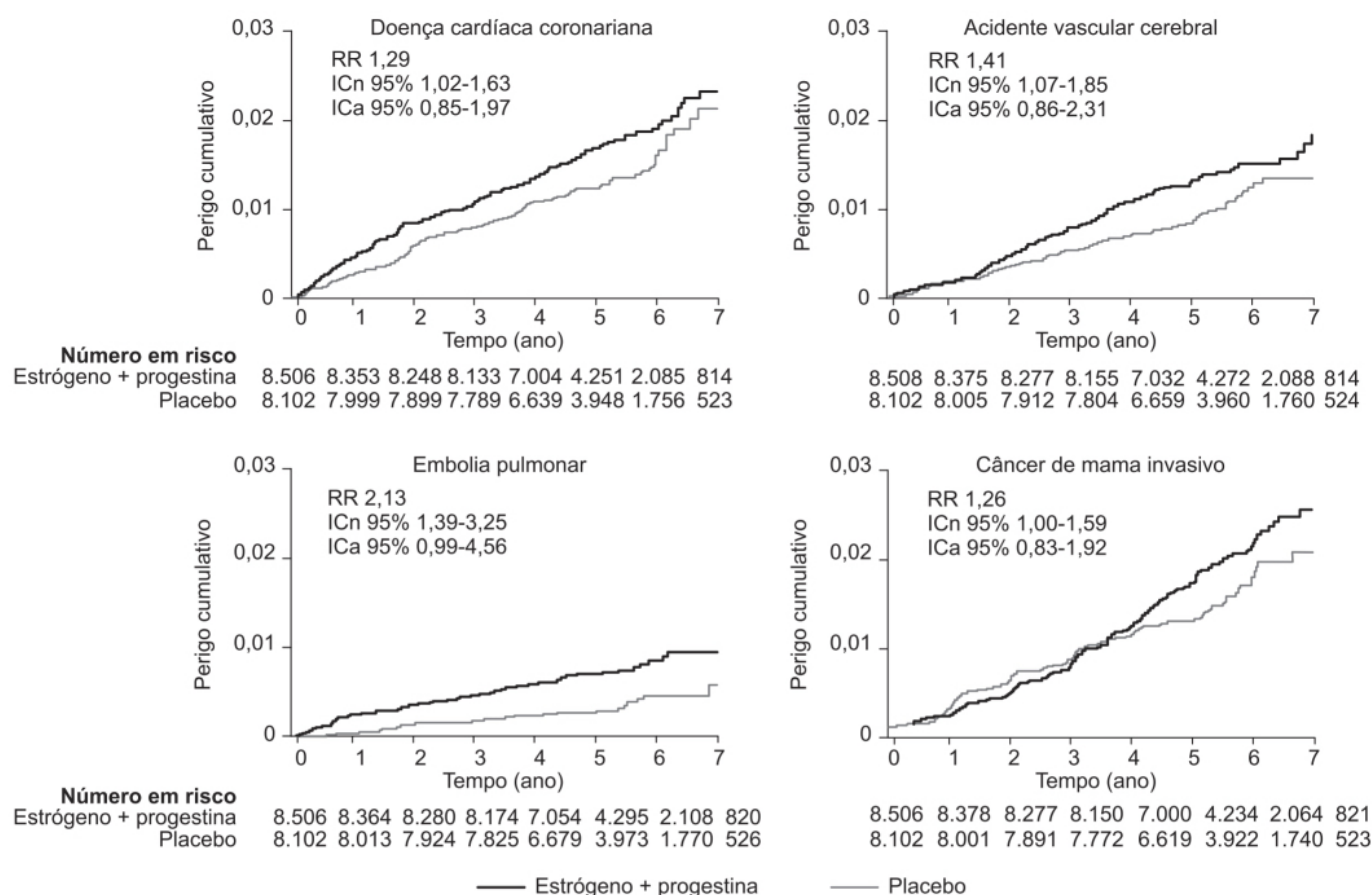 Doença cardíaca coronariana
RR 1,29
ICn 95% 1,02-1,63
ICa 95% 0,85-1,97
Perigo cumulativo
0,03
0,02
0,01
0
0 1 2 3 4 5 6 7
Tempo (ano)
Acidente vascular cerebral
RR 1,41
ICn 95% 1,07-1,85
ICa 95% 0,86-2,31
Perigo cumulativo
0,03
0,02
0,01
0
0 1 2 3 4 5 6 7
Tempo (ano)
Número em risco
Estrógeno + progestina 8.506 8.353 8.248 8.133 7.004 4.251 2.085 814
Placebo 8.102 7.999 7.899 7.789 6.639 3.948 1.756 523
8.508 8.375 8.277 8.155 7.032 4.272 2.088 814
8.102 8.005 7.912 7.804 6.659 3.960 1.760 524
Embolia pulmonar
RR 2,13
ICn 95% 1,39-3,25
ICa 95% 0,99-4,56
Perigo cumulativo
0,03
0,02
0,01
0
0 1 2 3 4 5 6 7
Tempo (ano)
Câncer de mama invasivo
RR 1,26
ICn 95% 1,00-1,59
ICa 95% 0,83-1,92
Perigo cumulativo
0,03
0,02
0,01
0
0 1 2 3 4 5 6 7
Tempo (ano)
Número em risco
Estrógeno + progestina 8.506 8.364 8.280 8.174 7.054 4.295 2.108 820
Placebo 8.102 8.013 7.924 7.825 6.679 3.973 1.770 526
8.506 8.378 8.277 8.150 7.000 4.234 2.064 821
8.102 8.001 7.891 7.772 6.619 3.922 1.740 523
Estrógeno + progestina
Placebo